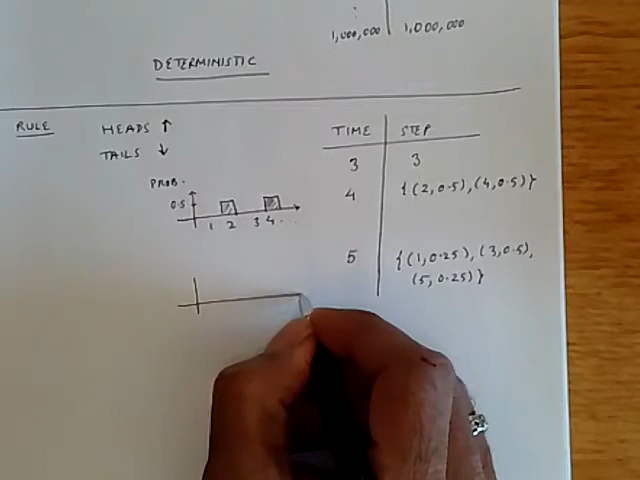 1,000,000 1,000,000
DETERMINISTIC
RULE HEADS ↑
TAILS ↓
PROB.
0.5
1 2 3 4 ...
TIME STEP
3 3
4 {(2,0.5),(4,0.5)}
5 {(1,0.25),(3,0.5),
(5,0.25)}